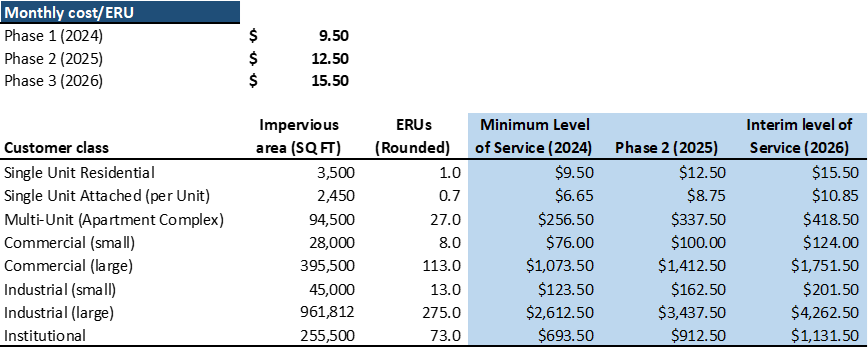 Monthly cost/ERU
Phase 1 (2024) $ 9.50
Phase 2 (2025) $ 12.50
Phase 3 (2026) $ 15.50
Impervious ERUs Minimum Level Interim level of
Customer class area (SQ FT) (Rounded) of Service (2024) Phase 2 (2025) Service (2026)
Single Unit Residential 3,500 1.0 $9.50 $12.50 $15.50
Single Unit Attached (per Unit) 2,450 0.7 $6.65 $8.75 $10.85
Multi-Unit (Apartment Complex) 94,500 27.0 $256.50 $337.50 $418.50
Commercial (small) 28,000 8.0 $76.00 $100.00 $124.00
Commercial (large) 395,500 113.0 $1,073.50 $1,412.50 $1,751.50
Industrial (small) 45,000 13.0 $123.50 $162.50 $201.50
Industrial (large) 961,812 275.0 $2,612.50 $3,437.50 $4,262.50
Institutional 255,500 73.0 $693.50 $912.50 $1,131.50